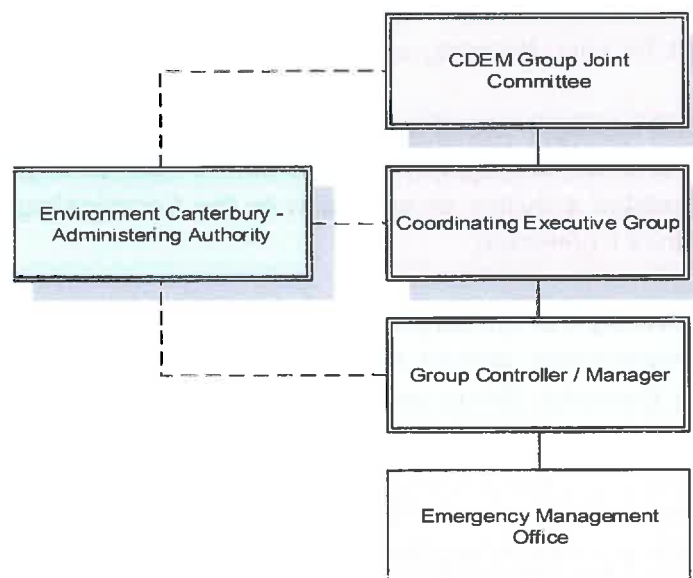 CDEM Group Joint
Committee
Environment Canterbury -
Administering Authority
Coordinating Executive Group
Group Controller / Manager
Emergency Management
Office